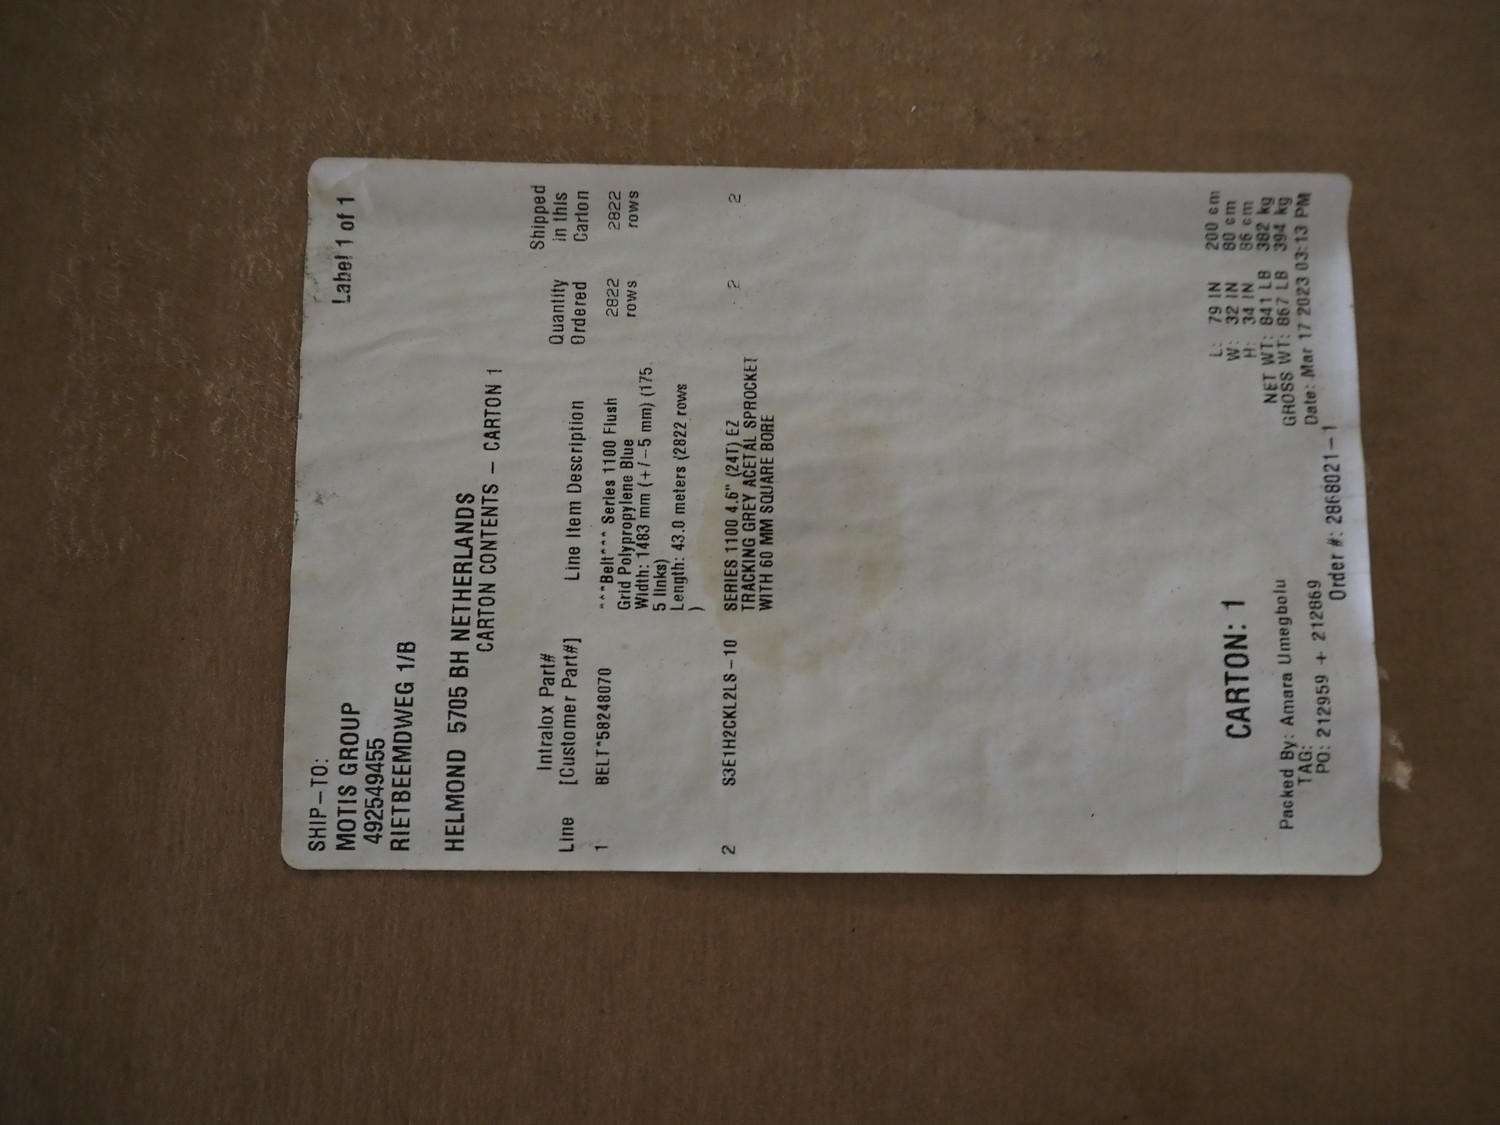 Label 1 of 1
SHIP-TO:
MOTIS GROUP
492549455
RIETBEEMDWEG 1/B
HELMOND 5705 BH NETHERLANDS
CARTON CONTENTS - CARTON 1
Line Intralox Part# [Customer Part#] Line Item Description Quantity Ordered Shipped in this Carton
1 BELT*58248070 ***Belt*** Series 1100 Flush 2822 rows 2822 rows
Grid Polypropylene Blue
Width: 1483 mm (+/-5 mm) (175.
5 links)
Length: 43.0 meters (2822 rows
)
2 S3E1H2CKL2LS-10 SERIES 1100 4.6" (24T) EZ 2 2
TRACKING GREY ACETAL SPROCKET
WITH 60 MM SQUARE BORE
L: 79 IN 200 cm
W: 32 IN 80 cm
H: 34 IN 86 cm
NET WT: 841 LB 382 kg
GROSS WT: 867 LB 394 kg
Date: Mar 17 2023 03:13 PM
CARTON: 1
Packed By: Amara Umegbolu
TAG:
PO: 212959 + 212869
Order #: 2868021-1